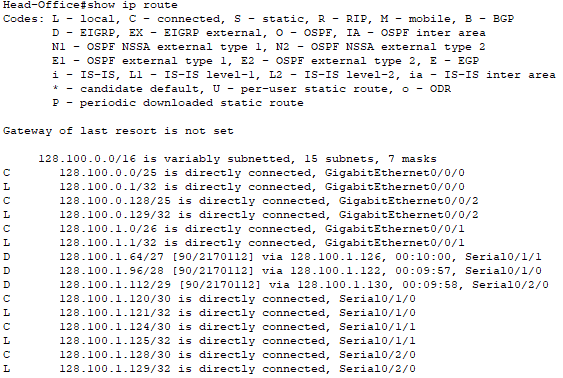 Head-Office#show ip route
Codes: L - local, C - connected, S - static, R - RIP, M - mobile, B - BGP
D - EIGRP, EX - EIGRP external, O - OSPF, IA - OSPF inter area
N1 - OSPF NSSA external type 1, N2 - OSPF NSSA external type 2
E1 - OSPF external type 1, E2 - OSPF external type 2, E - EGP
i - IS-IS, L1 - IS-IS level-1, L2 - IS-IS level-2, ia - IS-IS inter area
* - candidate default, U - per-user static route, o - ODR
P - periodic downloaded static route
Gateway of last resort is not set
128.100.0.0/16 is variably subnetted, 15 subnets, 7 masks
C 128.100.0.0/25 is directly connected, GigabitEthernet0/0/0
L 128.100.0.1/32 is directly connected, GigabitEthernet0/0/0
C 128.100.0.128/25 is directly connected, GigabitEthernet0/0/2
L 128.100.0.129/32 is directly connected, GigabitEthernet0/0/2
C 128.100.1.0/26 is directly connected, GigabitEthernet0/0/1
L 128.100.1.1/32 is directly connected, GigabitEthernet0/0/1
D 128.100.1.64/27 [90/2170112] via 128.100.1.126, 00:10:00, Serial0/1/1
D 128.100.1.96/28 [90/2170112] via 128.100.1.122, 00:09:57, Serial0/1/0
D 128.100.1.112/29 [90/2170112] via 128.100.1.130, 00:09:58, Serial0/2/0
C 128.100.1.120/30 is directly connected, Serial0/1/0
L 128.100.1.121/32 is directly connected, Serial0/1/0
C 128.100.1.124/30 is directly connected, Serial0/1/1
L 128.100.1.125/32 is directly connected, Serial0/1/1
C 128.100.1.128/30 is directly connected, Serial0/2/0
L 128.100.1.129/32 is directly connected, Serial0/2/0